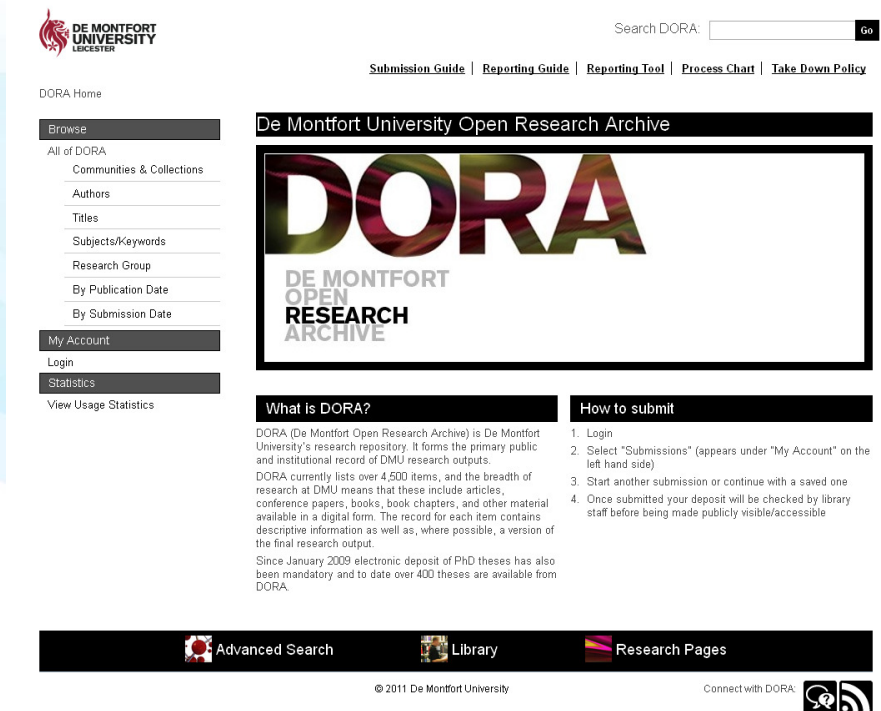 DE MONTFORT
UNIVERSITY
LEICESTER
Search DORA:
Go
Submission Guide | Reporting Guide | Reporting Tool | Process Chart | Take Down Policy
DORA Home
Browse
All of DORA
Communities & Collections
Authors
Titles
Subjects/Keywords
Research Group
By Publication Date
By Submission Date
My Account
Login
Statistics
View Usage Statistics
De Montfort University Open Research Archive
DORA
DE MONTFORT
OPEN
RESEARCH
ARCHIVE
What is DORA?
DORA (De Montfort Open Research Archive) is De Montfort
University's research repository. It forms the primary public
and institutional record of DMU research outputs.
DORA currently lists over 4,500 items, and the breadth of
research at DMU means that these include articles,
conference papers, books, book chapters, and other material
available in a digital form. The record for each item contains
descriptive information as well as, where possible, a version of
the final research output.
Since January 2009 electronic deposit of PhD theses has also
been mandatory and to date over 400 theses are available from
DORA.
How to submit
1. Login
2. Select "Submissions" (appears under "My Account" on the
left hand side)
3. Start another submission or continue with a saved one
4. Once submitted your deposit will be checked by library
staff before being made publicly visible/accessible
Advanced Search
Library
Research Pages
© 2011 De Montfort University
Connect with DORA: